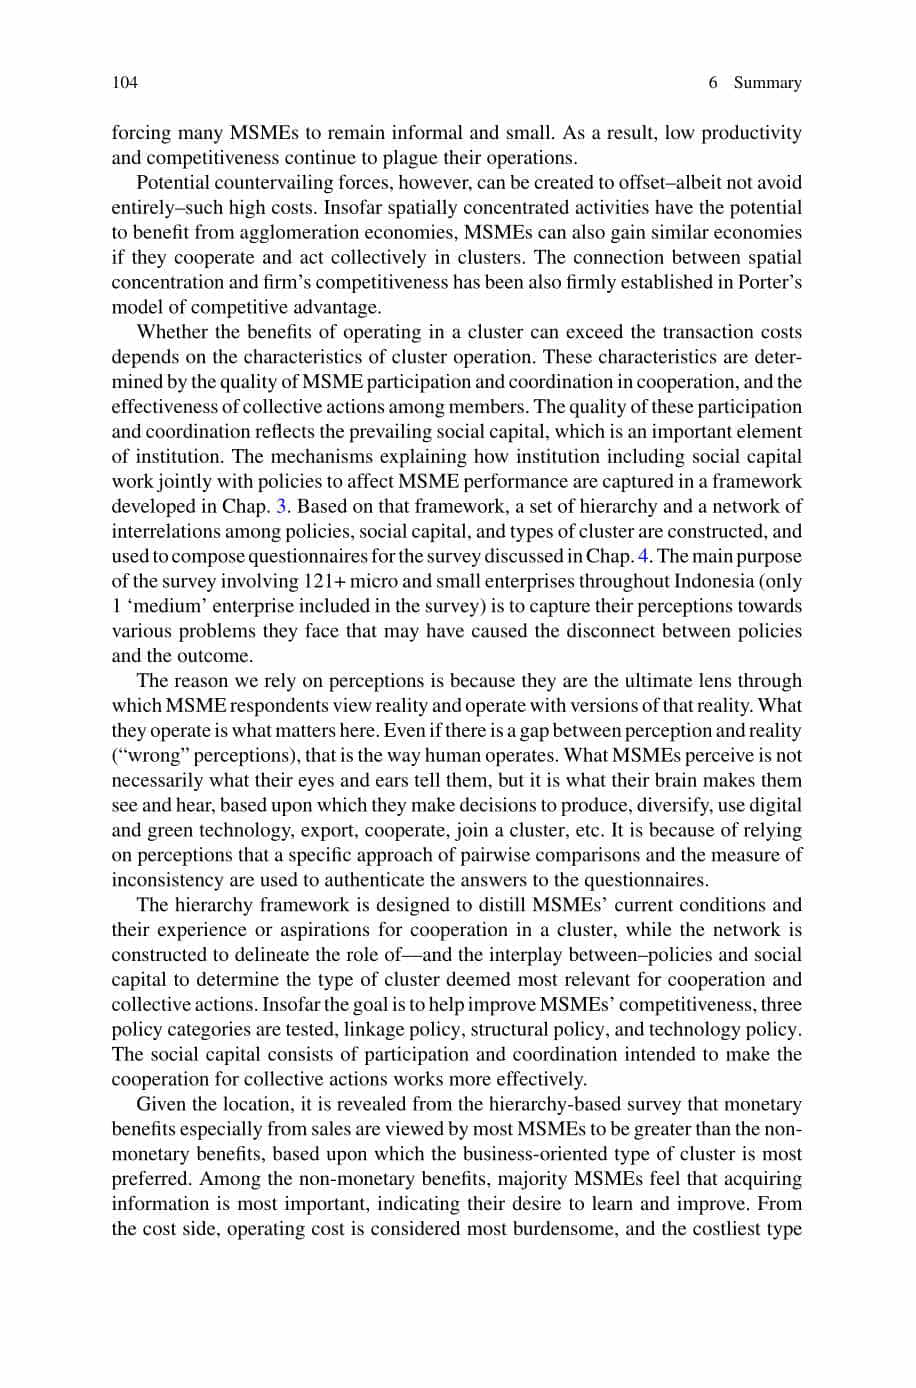 104
6 Summary
forcing many MSMEs to remain informal and small. As a result, low productivity
and competitiveness continue to plague their operations.
Potential countervailing forces, however, can be created to offset–albeit not avoid
entirely–such high costs. Insofar spatially concentrated activities have the potential
to benefit from agglomeration economies, MSMEs can also gain similar economies
if they cooperate and act collectively in clusters. The connection between spatial
concentration and firm's competitiveness has been also firmly established in Porter's
model of competitive advantage.
Whether the benefits of operating in a cluster can exceed the transaction costs
depends on the characteristics of cluster operation. These characteristics are deter-
mined by the quality of MSME participation and coordination in cooperation, and the
effectiveness of collective actions among members. The quality of these participation
and coordination reflects the prevailing social capital, which is an important element
of institution. The mechanisms explaining how institution including social capital
work jointly with policies to affect MSME performance are captured in a framework
developed in Chap. 3. Based on that framework, a set of hierarchy and a network of
interrelations among policies, social capital, and types of cluster are constructed, and
used to compose questionnaires for the survey discussed in Chap. 4. The main purpose
of the survey involving 121+ micro and small enterprises throughout Indonesia (only
1 ‘medium’ enterprise included in the survey) is to capture their perceptions towards
various problems they face that may have caused the disconnect between policies
and the outcome.
The reason we rely on perceptions is because they are the ultimate lens through
which MSME respondents view reality and operate with versions of that reality. What
they operate is what matters here. Even if there is a gap between perception and reality
(“wrong” perceptions), that is the way human operates. What MSMEs perceive is not
necessarily what their eyes and ears tell them, but it is what their brain makes them
see and hear, based upon which they make decisions to produce, diversify, use digital
and green technology, export, cooperate, join a cluster, etc. It is because of relying
on perceptions that a specific approach of pairwise comparisons and the measure of
inconsistency are used to authenticate the answers to the questionnaires.
The hierarchy framework is designed to distill MSMEs’ current conditions and
their experience or aspirations for cooperation in a cluster, while the network is
constructed to delineate the role of—and the interplay between–policies and social
capital to determine the type of cluster deemed most relevant for cooperation and
collective actions. Insofar the goal is to help improve MSMEs’ competitiveness, three
policy categories are tested, linkage policy, structural policy, and technology policy.
The social capital consists of participation and coordination intended to make the
cooperation for collective actions works more effectively.
Given the location, it is revealed from the hierarchy-based survey that monetary
benefits especially from sales are viewed by most MSMEs to be greater than the non-
monetary benefits, based upon which the business-oriented type of cluster is most
preferred. Among the non-monetary benefits, majority MSMEs feel that acquiring
information is most important, indicating their desire to learn and improve. From
the cost side, operating cost is considered most burdensome, and the costliest type